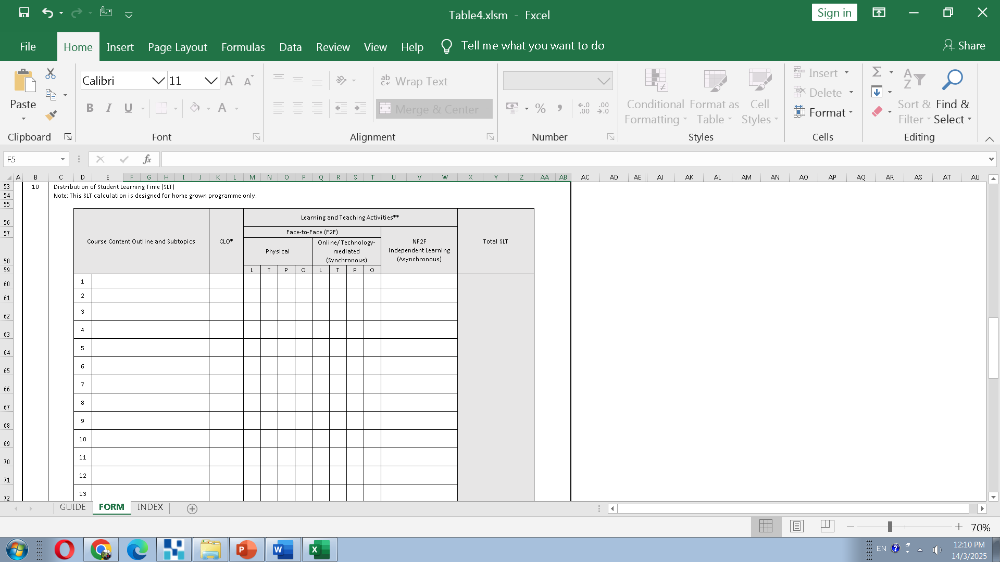 Table4.xlsm - Excel
Sign in
File Home Insert Page Layout Formulas Data Review View Help Tell me what you want to do Share
Paste
Calibri 11
Wrap Text
Merge & Center
Conditional Formatting
Format as Table
Cell Styles
Insert
Delete
Format
Sort & Filter
Find & Select
Clipboard Font Alignment Number Styles Cells Editing
F5 fx
A B C D E F G H I J K L M N O P Q R S T U V W X Y Z AA AB AC AD AE AJ AK AL AM AN AO AP AQ AR AS AT AU
53 10 Distribution of Student Learning Time (SLT)
54 Note: This SLT calculation is designed for home grown programme only.
55
56 Learning and Teaching Activities**
57 Face-to-Face (F2F)
Course Content Outline and Subtopics
CLO*
Physical
Online/ Technology-
mediated
(Synchronous)
NF2F
Independent Learning
(Asynchronous)
Total SLT
58
59 L T P O L T P O
60 1
61 2
62 3
63 4
64 5
65 6
66 7
67 8
68 9
69 10
70 11
71 12
72 13
GUIDE FORM INDEX
70%
EN 12:10 PM
14/3/2025